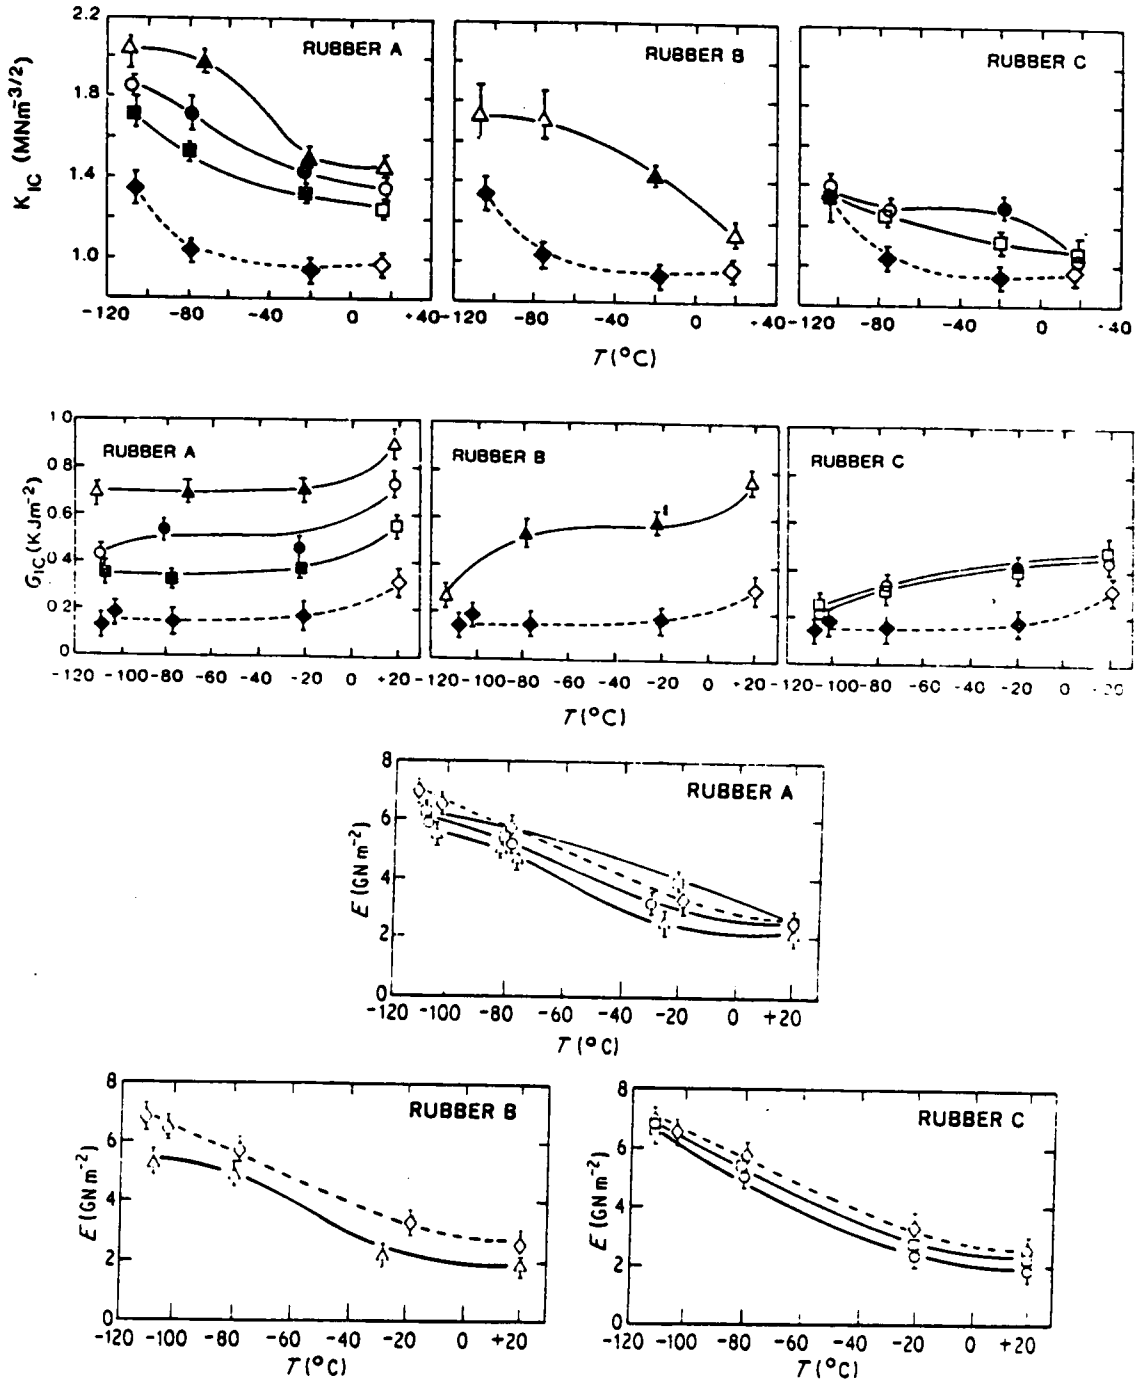 2.2
1.8
1.4
1.0
K_IC (MNm^-3/2)
RUBBER A
RUBBER B
RUBBER C
-120 -80 -40 0 +40 -120 -80 -40 0 +40 -120 -80 -40 0 +40
T (°C)
1 0
0.8
0.6
0.4
0 2
0
G_IC (KJm^-2)
RUBBER A
RUBBER B
RUBBER C
-120 -100 -80 -60 -40 -20 0 +20 -120 -100 -80 -60 -40 -20 0 +20 -120 -100 -80 -60 -40 -20 0 +20
T (°C)
8
6
4
2
0
E (GNm^-2)
RUBBER A
-120 -100 -80 -60 -40 -20 0 +20
T (°C)
8
6
4
2
0
E (GNm^-2)
RUBBER B
-120 -100 -80 -60 -40 -20 0 +20
T (°C)
8
6
4
2
0
E (GNm^-2)
RUBBER C
-120 -100 -80 -60 -40 -20 0 +20
T (°C)